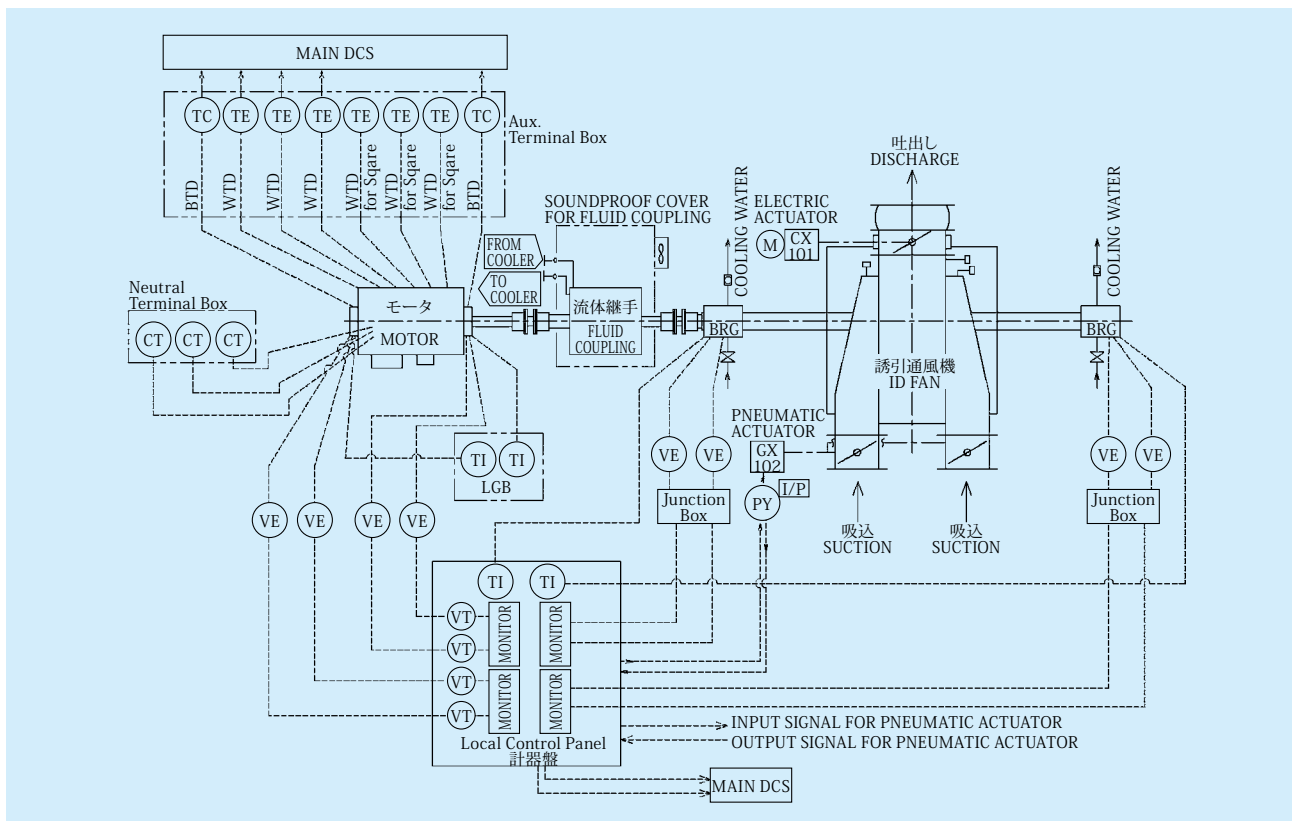 MAIN DCS
TC
TE
TE
TE
TE
TE
TE
TC
Aux.
Terminal Box
BTD
WTD
WTD
WTD
WTD
for Sqare
WTD
for Sqare
WTD
for Sqare
BTD
吐出し
DISCHARGE
SOUNDPROOF COVER
FOR FLUID COUPLING
COOLING WATER
ELECTRIC
ACTUATOR
M
CX
101
COOLING WATER
FROM
COOLER
TO
COOLER
Neutral
Terminal Box
CT
CT
CT
モータ
MOTOR
流体継手
FLUID
COUPLING
BRG
BRG
誘引通風機
ID FAN
PNEUMATIC
ACTUATOR
GX
102
PY
I/P
TI
TI
LGB
VE
VE
VE
VE
Junction
Box
Junction
Box
VE
VE
VE
VE
吸込
SUCTION
吸込
SUCTION
TI
TI
VT
VT
VT
VT
MONITOR
MONITOR
MONITOR
MONITOR
Local Control Panel
計器盤
INPUT SIGNAL FOR PNEUMATIC ACTUATOR
OUTPUT SIGNAL FOR PNEUMATIC ACTUATOR
MAIN DCS